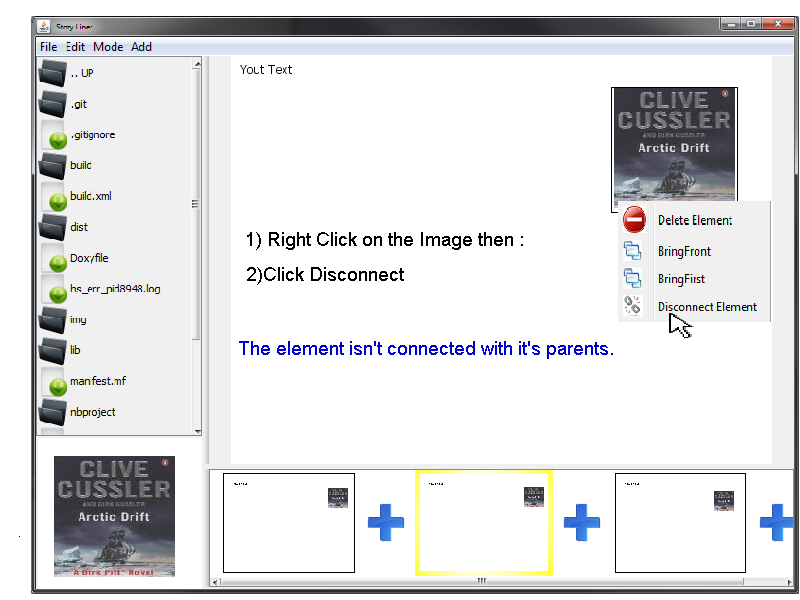 Story Liner
File Edit Mode Add
.. UP
.git
.gitignore
build
build.xml
dist
Doxyfile
hs_err_pid8948.log
img
lib
manifest.mf
nbproject
Yout Text
CLIVE
CUSSLER
AND DIRK CUSSLER
Arctic Drift
1) Right Click on the Image then :
2)Click Disconnect
The element isn't connected with it's parents.
Delete Element
BringFront
BringFirst
Disconnect Element
CLIVE
CUSSLER
AND DIRK CUSSLER
Arctic Drift
A Dirk Pitt Novel